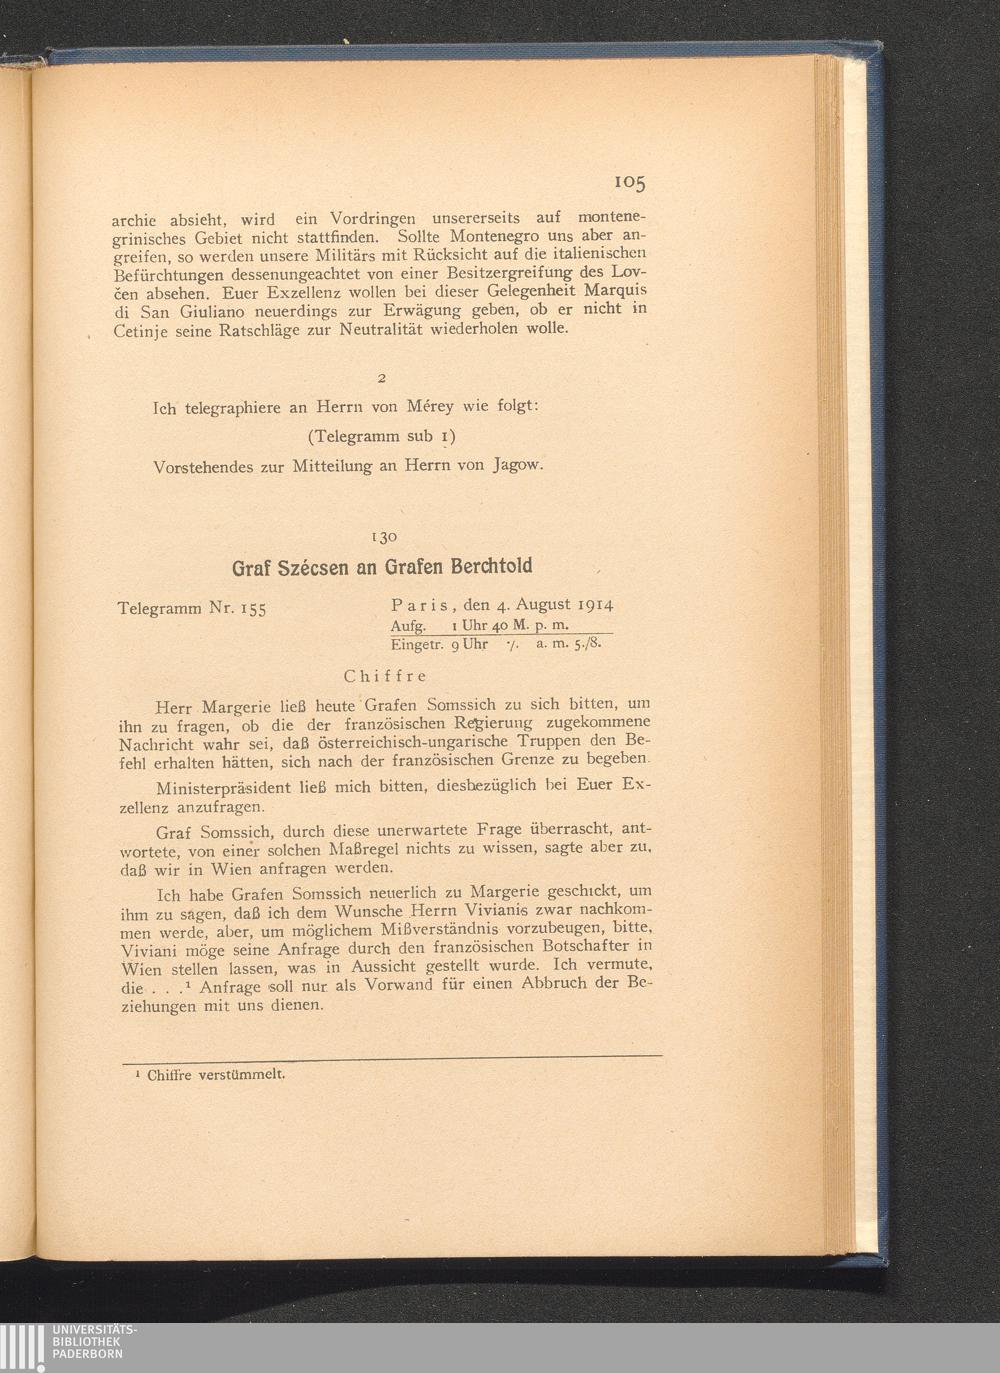 105
archie absieht, wird ein Vordringen unsererseits auf montene-
grinisches Gebiet nicht stattfinden. Sollte Montenegro uns aber an-
greifen, so werden unsere Militärs mit Rücksicht auf die italienischen
Befürchtungen dessenungeachtet von einer Besitzergreifung des Lov-
čen absehen. Euer Exzellenz wollen bei dieser Gelegenheit Marquis
di San Giuliano neuerdings zur Erwägung geben, ob er nicht in
Cetinje seine Ratschläge zur Neutralität wiederholen wolle.
2
Ich telegraphiere an Herrn von Mérey wie folgt:
(Telegramm sub 1)
Vorstehendes zur Mitteilung an Herrn von Jagow.
130
Graf Szécsen an Grafen Berchtold
Telegramm Nr. 155
Paris, den 4. August 1914
Aufg. 1 Uhr 40 M. p. m.
Eingetr. 9 Uhr ·/. a. m. 5./8.
Chiffre
Herr Margerie ließ heute Grafen Somssich zu sich bitten, um
ihn zu fragen, ob die der französischen Regierung zugekommene
Nachricht wahr sei, daß österreichisch-ungarische Truppen den Be-
fehl erhalten hätten, sich nach der französischen Grenze zu begeben.
Ministerpräsident ließ mich bitten, diesbezüglich bei Euer Ex-
zellenz anzufragen.
Graf Somssich, durch diese unerwartete Frage überrascht, ant-
wortete, von einer solchen Maßregel nichts zu wissen, sagte aber zu,
daß wir in Wien anfragen werden.
Ich habe Grafen Somssich neuerlich zu Margerie geschickt, um
ihm zu sagen, daß ich dem Wunsche Herrn Vivianis zwar nachkom-
men werde, aber, um möglichem Mißverständnis vorzubeugen, bitte,
Viviani möge seine Anfrage durch den französischen Botschafter in
Wien stellen lassen, was in Aussicht gestellt wurde. Ich vermute,
die . . .¹ Anfrage soll nur als Vorwand für einen Abbruch der Be-
ziehungen mit uns dienen.
¹ Chiffre verstümmelt.
UNIVERSITÄTS-
BIBLIOTHEK
PADERBORN